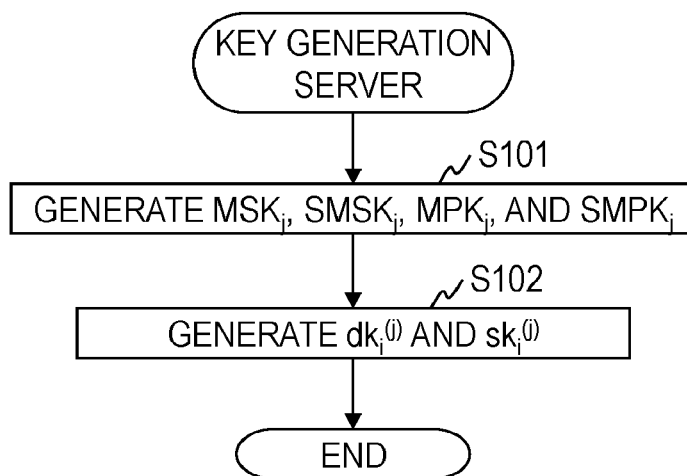 KEY GENERATION
SERVER
S101
GENERATE MSKⱼ, SMSKⱼ, MPKⱼ, AND SMPKⱼ
S102
GENERATE dkᵢ⁽ʲ⁾ AND skᵢ⁽ʲ⁾
END